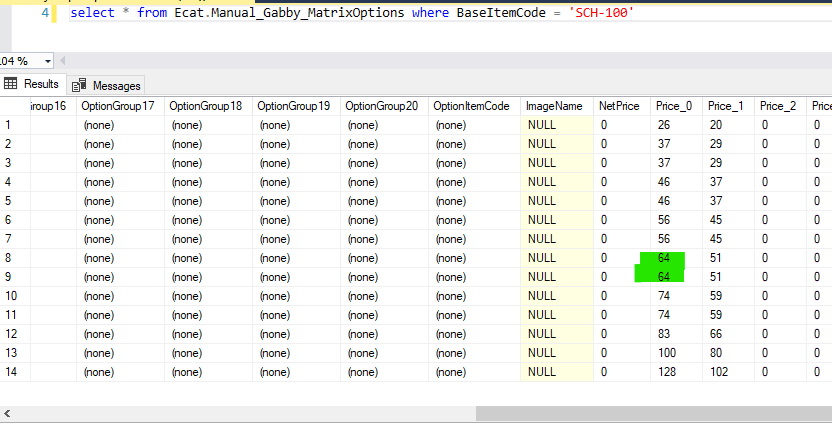 4 select * from Ecat.Manual_Gabby_MatrixOptions where BaseItemCode = 'SCH-100'
.04 %
Results Messages
Group16 OptionGroup17 OptionGroup18 OptionGroup19 OptionGroup20 OptionItemCode ImageName NetPrice Price_0 Price_1 Price_2 Price
1 (none) (none) (none) (none) (none) NULL 0 26 20 0 0
2 (none) (none) (none) (none) (none) NULL 0 37 29 0 0
3 (none) (none) (none) (none) (none) NULL 0 37 29 0 0
4 (none) (none) (none) (none) (none) NULL 0 46 37 0 0
5 (none) (none) (none) (none) (none) NULL 0 46 37 0 0
6 (none) (none) (none) (none) (none) NULL 0 56 45 0 0
7 (none) (none) (none) (none) (none) NULL 0 56 45 0 0
8 (none) (none) (none) (none) (none) NULL 0 64 51 0 0
9 (none) (none) (none) (none) (none) NULL 0 64 51 0 0
10 (none) (none) (none) (none) (none) NULL 0 74 59 0 0
11 (none) (none) (none) (none) (none) NULL 0 74 59 0 0
12 (none) (none) (none) (none) (none) NULL 0 83 66 0 0
13 (none) (none) (none) (none) (none) NULL 0 100 80 0 0
14 (none) (none) (none) (none) (none) NULL 0 128 102 0 0